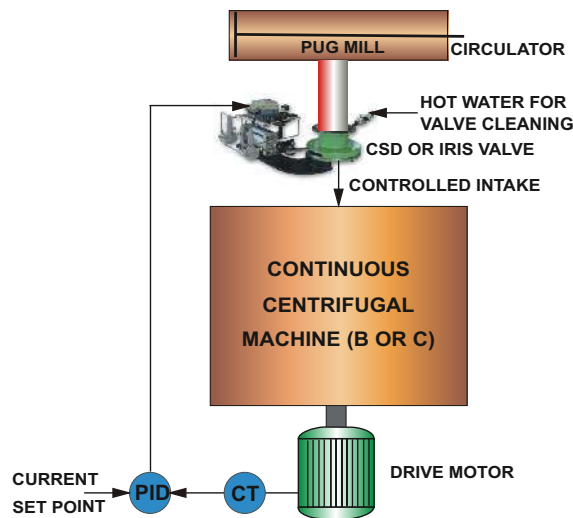 PUG MILL
CIRCULATOR
HOT WATER FOR
VALVE CLEANING
CSD OR IRIS VALVE
CONTROLLED INTAKE
CONTINUOUS
CENTRIFUGAL
MACHINE (B OR C)
DRIVE MOTOR
CURRENT
SET POINT
PID
CT